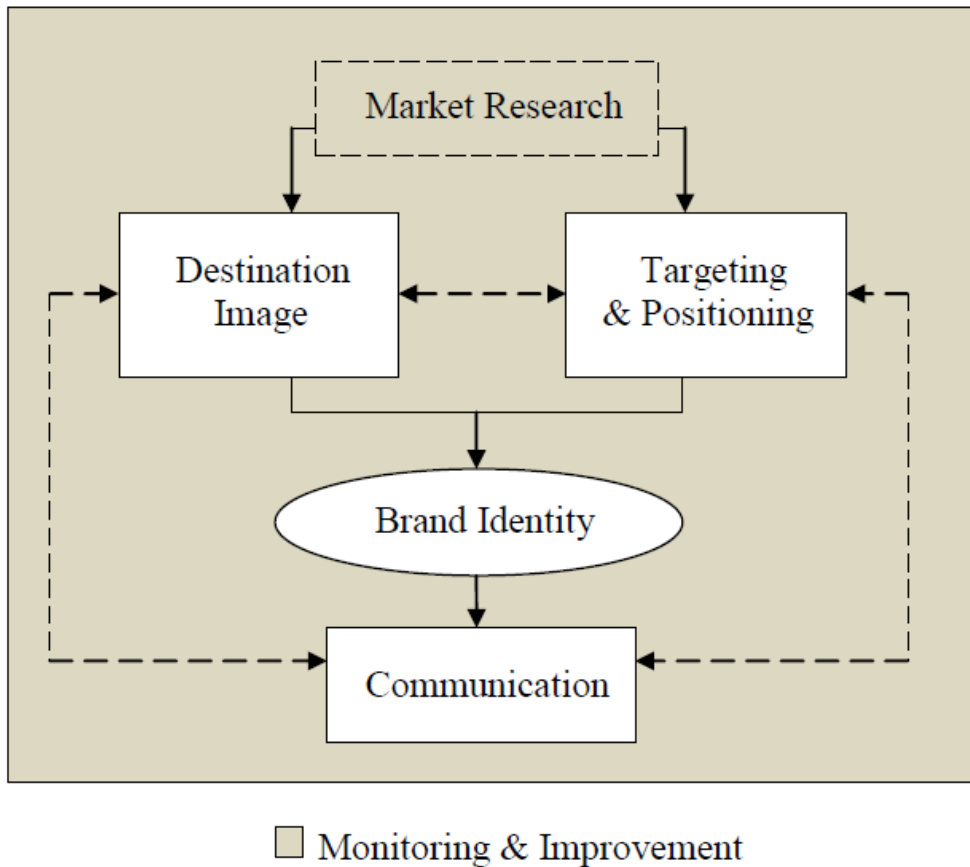 Market Research
Destination
Image
Targeting
& Positioning
Brand Identity
Communication
Monitoring & Improvement